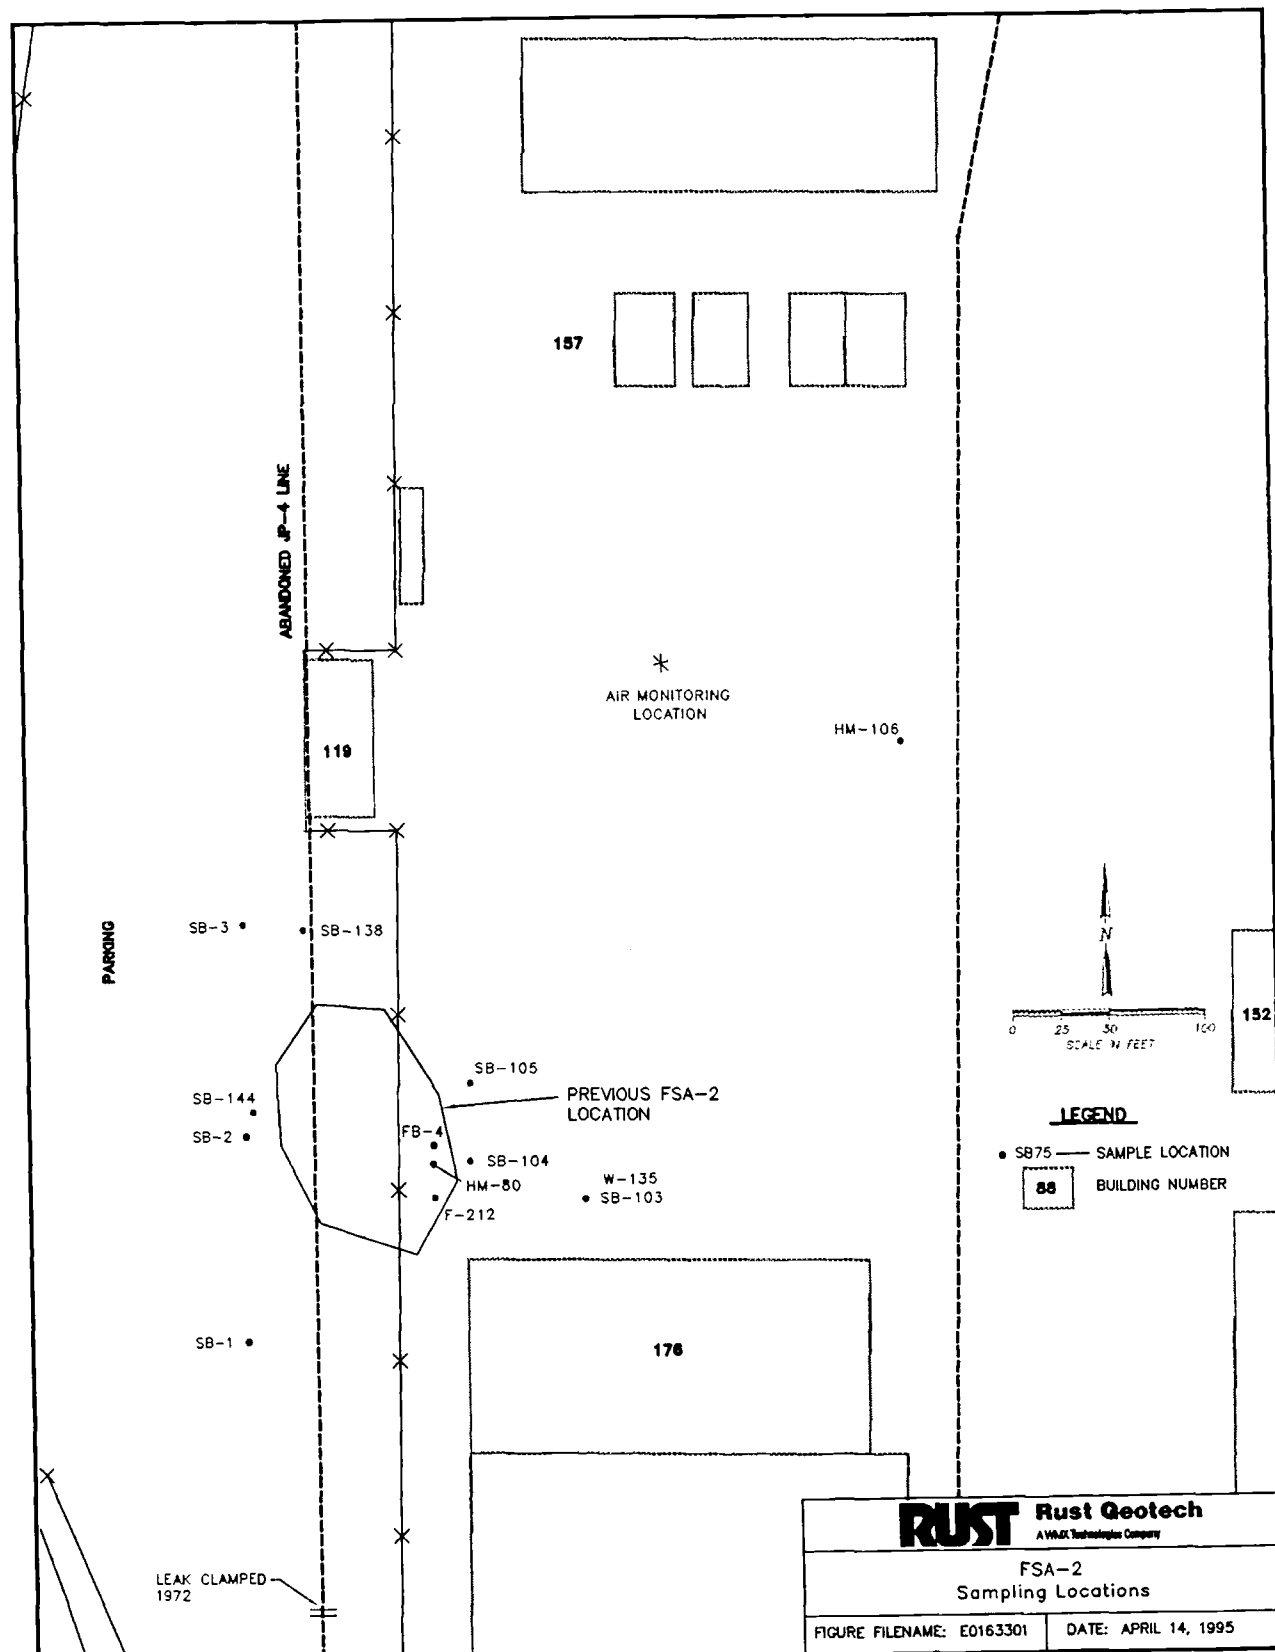 157
ABANDONED JP-4 LINE
AIR MONITORING
LOCATION
HM-106
119
PARKING
SB-3
SB-138
N
0 25 50 100
SCALE IN FEET
152
SB-105
PREVIOUS FSA-2
LOCATION
SB-144
SB-2
FB-4
SB-104
HM-80
W-135
SB-103
F-212
LEGEND
SB75 SAMPLE LOCATION
88 BUILDING NUMBER
SB-1
176
LEAK CLAMPED
1972
RUST Rust Geotech
A WMX Technologies Company
FSA-2
Sampling Locations
FIGURE FILENAME: E0163301
DATE: APRIL 14, 1995